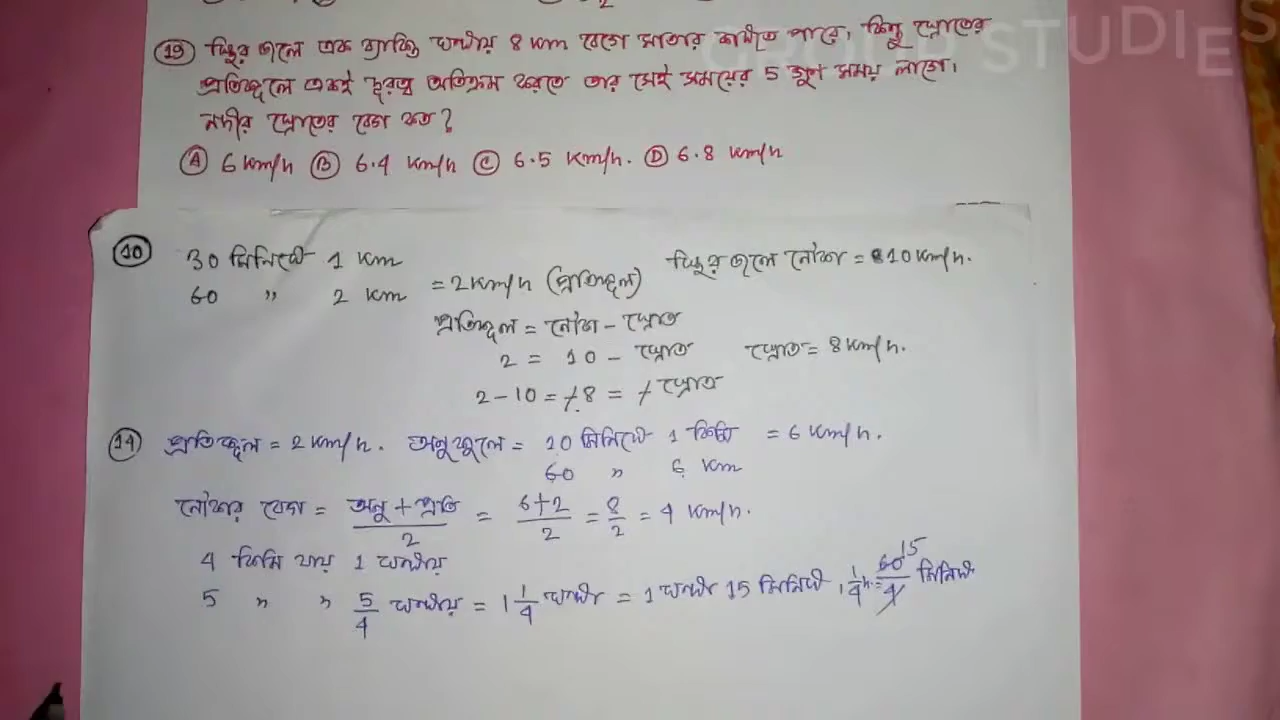 GROUP STUDIES
(19) স্থির জলে এক ব্যক্তি ঘন্টায় 8 km বেগে সাঁতার কাটতে পারে, কিন্তু স্রোতের
প্রতিকূলে একই দূরত্ব অতিক্রম করতে তার সেই সময়ের 5 গুন সময় লাগে।
নদীর স্রোতের বেগ কত?
(A) 6 km/h (B) 6.4 km/h (C) 6.5 Km/h. (D) 6.8 km/h
(10) 30 মিনিটে 1 km
60 " 2 km = 2 km/h (প্রতিকূল) স্থির জলে নৌকা = 10 km/h.
প্রতিকূল = নৌকা - স্রোত
2 = 10 - স্রোত স্রোত = 8 km/h.
2 - 10 = -8 = - স্রোত
(14) প্রতিকূল = 2 km/h. অনুকূলে = 10 মিনিটে 1 কিমি = 6 km/h.
60 " 6 km
নৌকার বেগ = অনু + প্রতি / 2 = 6+2 / 2 = 8/2 = 4 km/h.
4 কিমি যায় 1 ঘন্টায়
5 " " 5/4 ঘন্টায় = 1 1/4 ঘন্টা = 1 ঘন্টা 15 মিনিট 1/4 h = 60/4 15 মিনিট